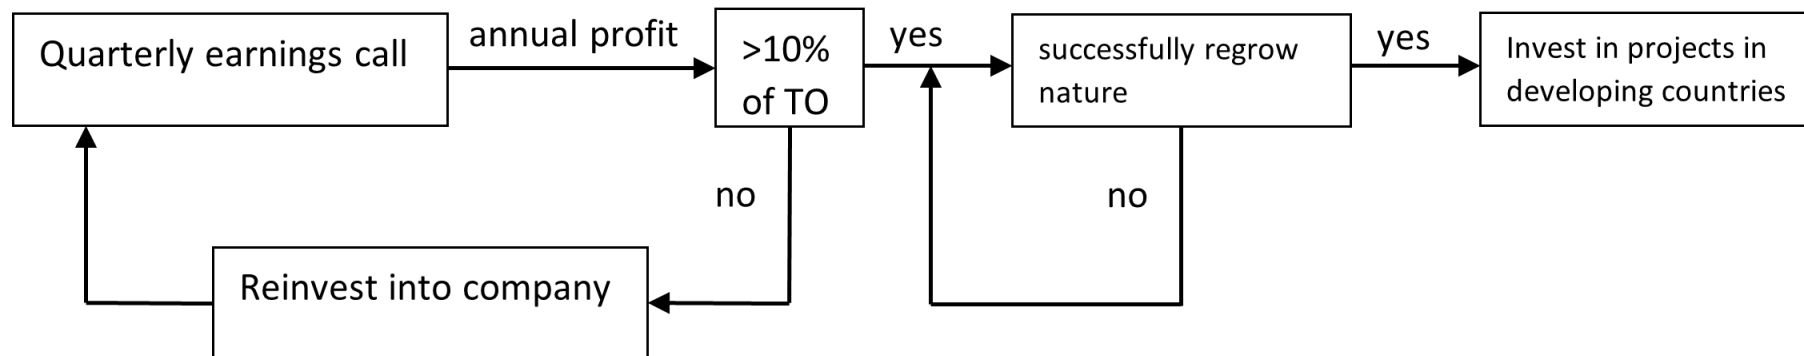 Quarterly earnings call
annual profit
>10%
of TO
yes
successfully regrow
nature
yes
Invest in projects in
developing countries
no
no
Reinvest into company